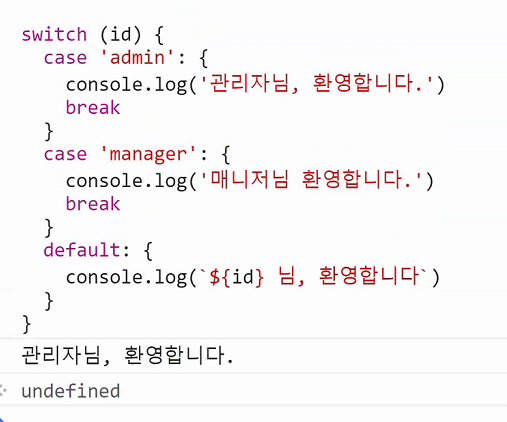 switch (id) {
  case 'admin': {
    console.log('관리자님, 환영합니다.')
    break
  }
  case 'manager': {
    console.log('매니저님 환영합니다.')
    break
  }
  default: {
    console.log(`${id} 님, 환영합니다`)
  }
}
관리자님, 환영합니다.
undefined